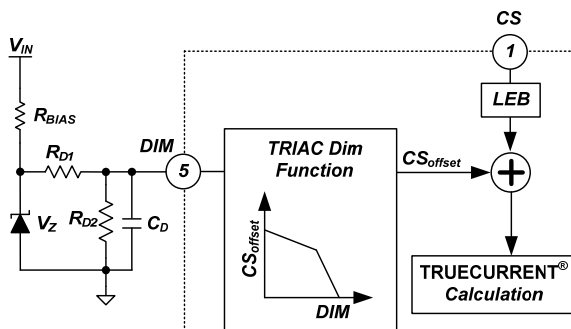 CS
1
V_IN
LEB
R_BIAS
R_D1
DIM
5
TRIAC Dim
Function
CS_offset
+
V_Z
R_D2
C_D
CS_offset
DIM
TRUECURRENT®
Calculation